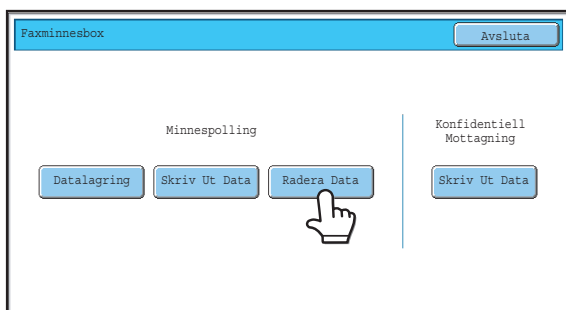 Faxminnesbox
Avsluta
Minnespolling
Konfidentiell
Mottagning
Datalagring
Skriv Ut Data
Radera Data
Skriv Ut Data